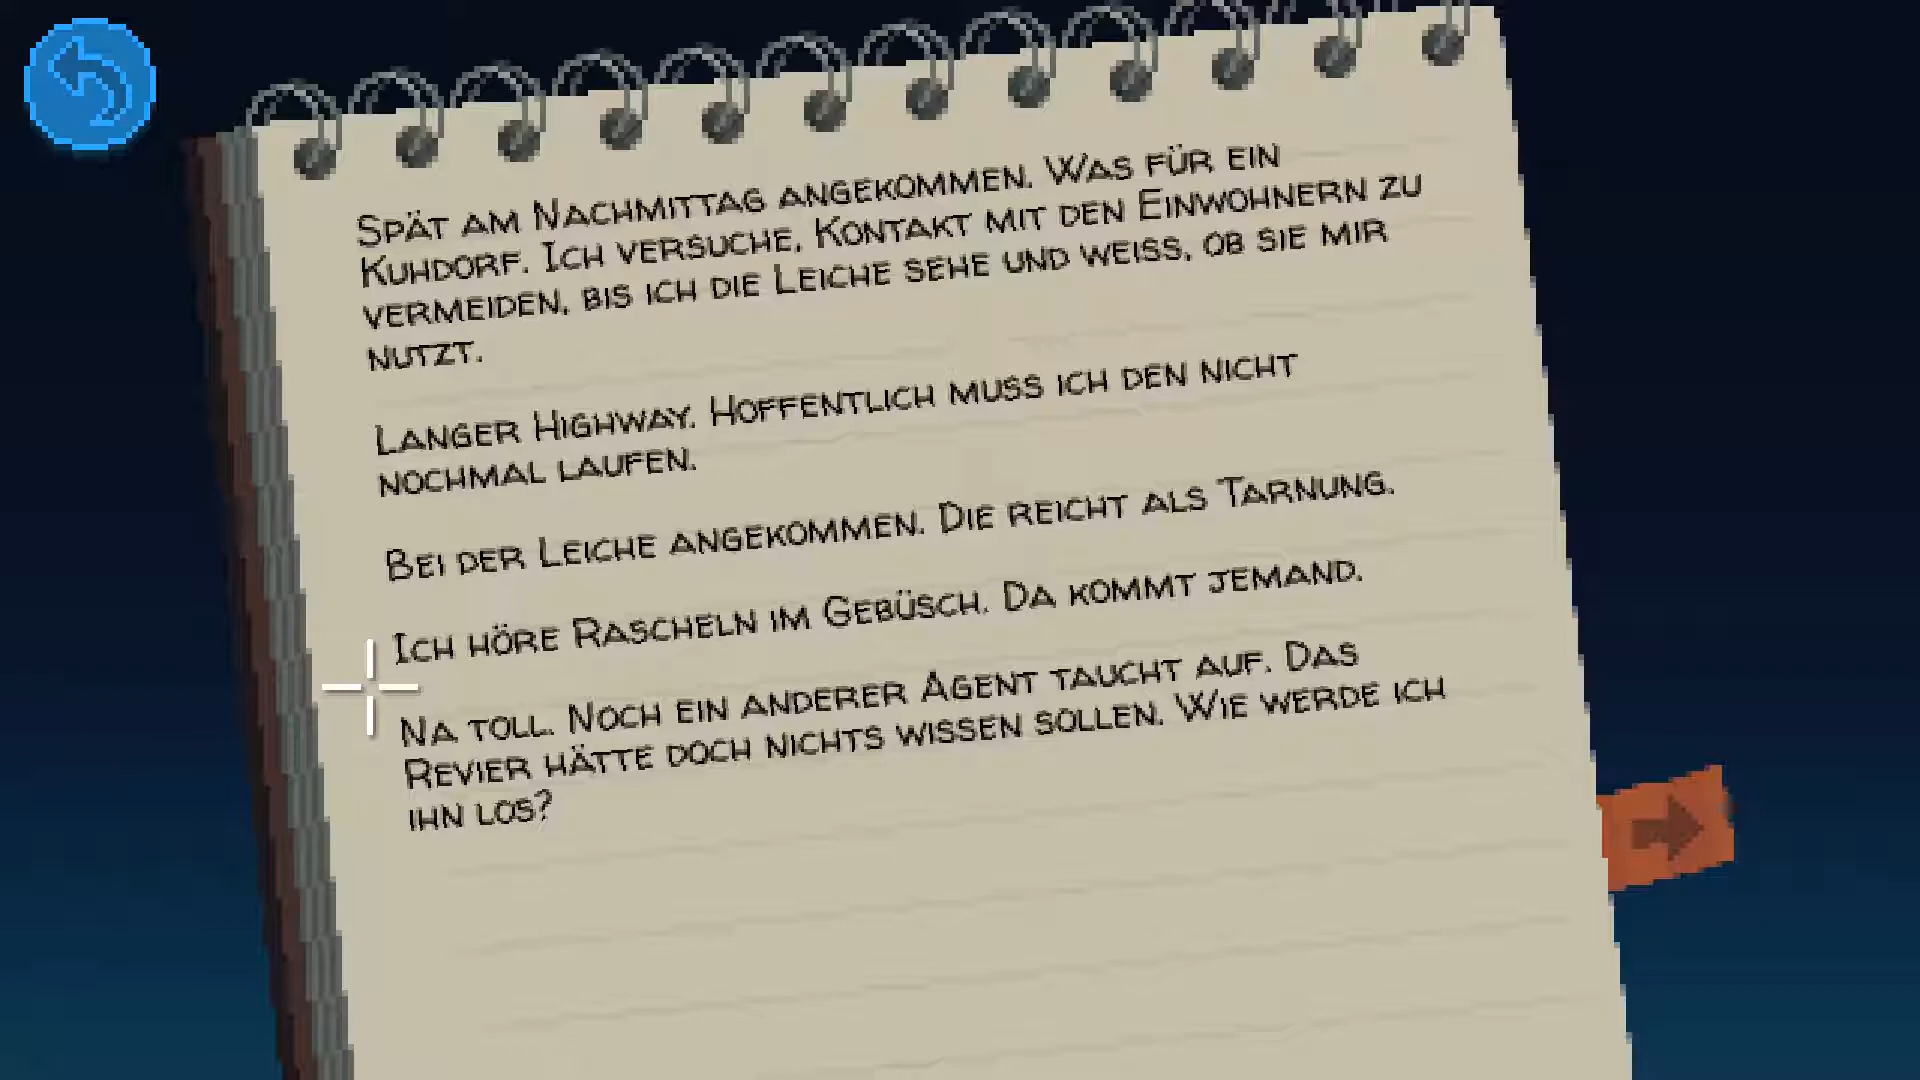 Spät am Nachmittag angekommen. Was für ein
Kuhdorf. Ich versuche, Kontakt mit den Einwohnern zu
vermeiden, bis ich die Leiche sehe und weiss, ob sie mir
nutzt.
Langer Highway. Hoffentlich muss ich den nicht
nochmal laufen.
Bei der Leiche angekommen. Die reicht als Tarnung.
Ich höre Rascheln im Gebüsch. Da kommt jemand.
Na toll. Noch ein anderer Agent taucht auf. Das
Revier hätte doch nichts wissen sollen. Wie werde ich
ihn los?